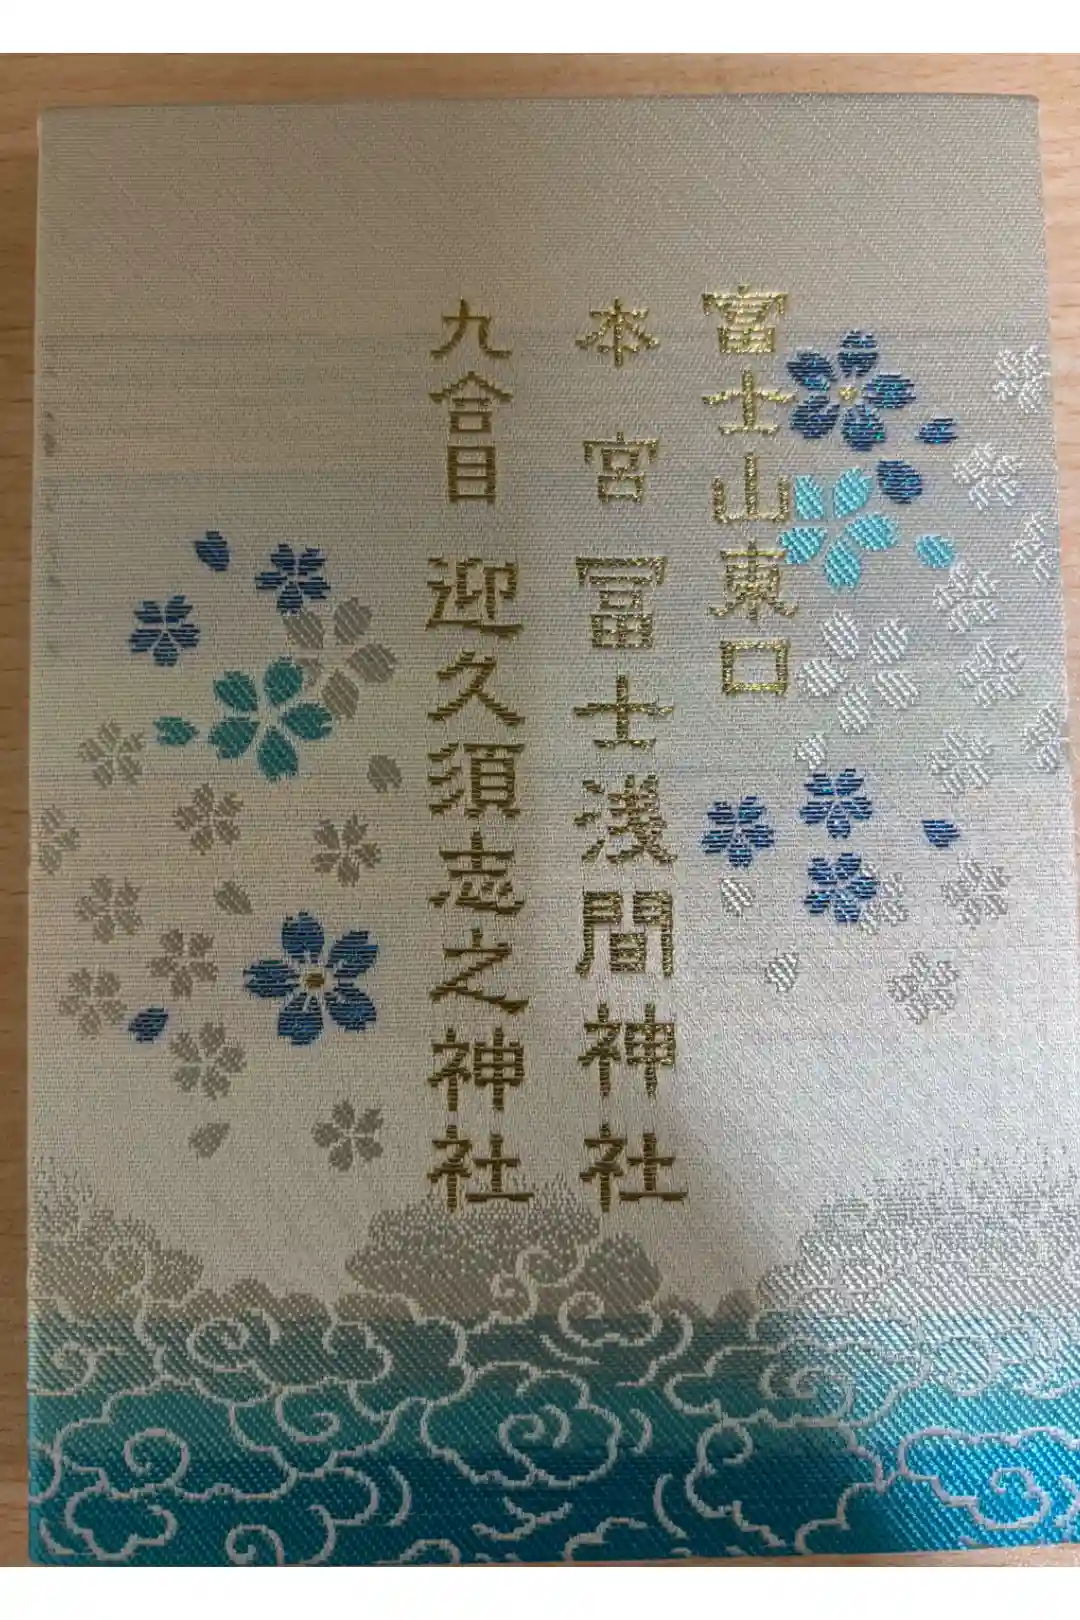 富士山東口
本宮冨士浅間神社
九合目 迎久須志之神社